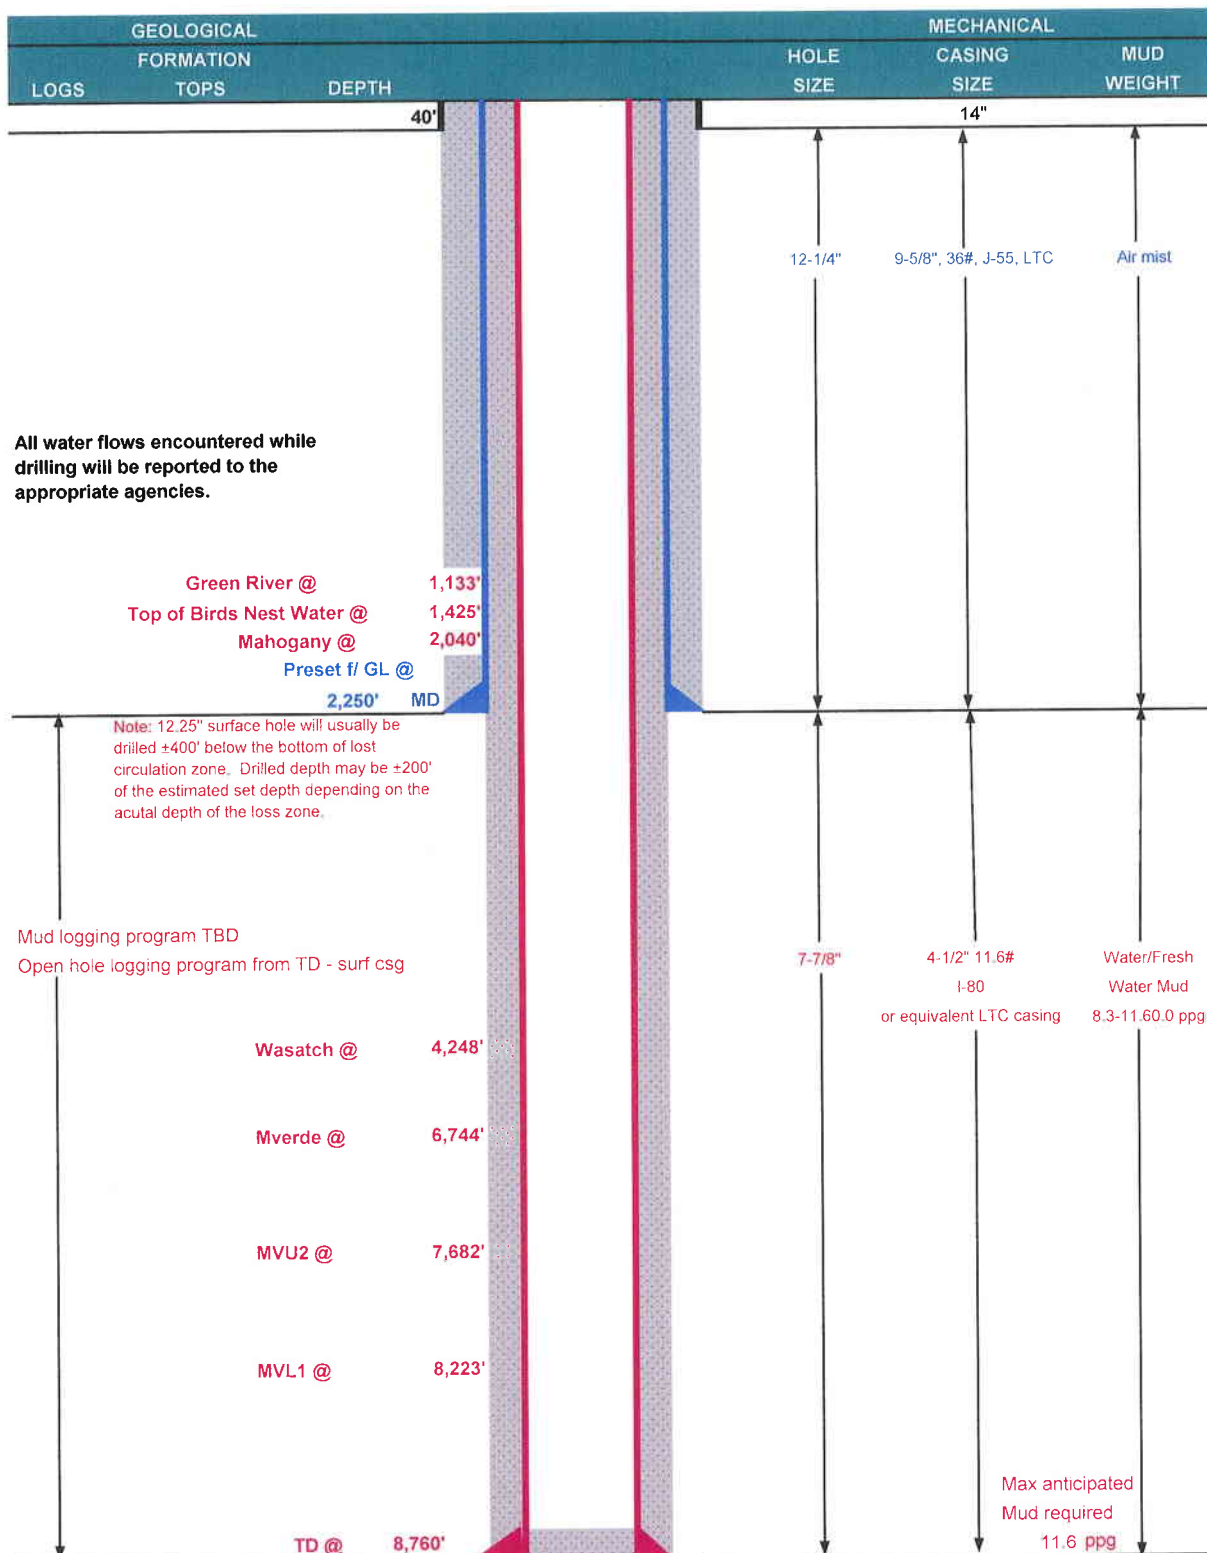 GEOLOGICAL MECHANICAL
FORMATION HOLE CASING MUD
LOGS TOPS DEPTH SIZE SIZE WEIGHT
40' 14"
12-1/4" 9-5/8", 36#, J-55, LTC Air mist
All water flows encountered while
drilling will be reported to the
appropriate agencies.
Green River @ 1,133'
Top of Birds Nest Water @ 1,425'
Mahogany @ 2,040'
Preset f/ GL @
2,250' MD
Note: 12.25" surface hole will usually be
drilled ±400' below the bottom of lost
circulation zone. Drilled depth may be ±200'
of the estimated set depth depending on the
acutal depth of the loss zone.
Mud logging program TBD
Open hole logging program from TD - surf csg
7-7/8" 4-1/2" 11.6# Water/Fresh
I-80 Water Mud
or equivalent LTC casing 8.3-11.60.0 ppg
Wasatch @ 4,248'
Mverde @ 6,744'
MVU2 @ 7,682'
MVL1 @ 8,223'
Max anticipated
Mud required
TD @ 8,760' 11.6 ppg